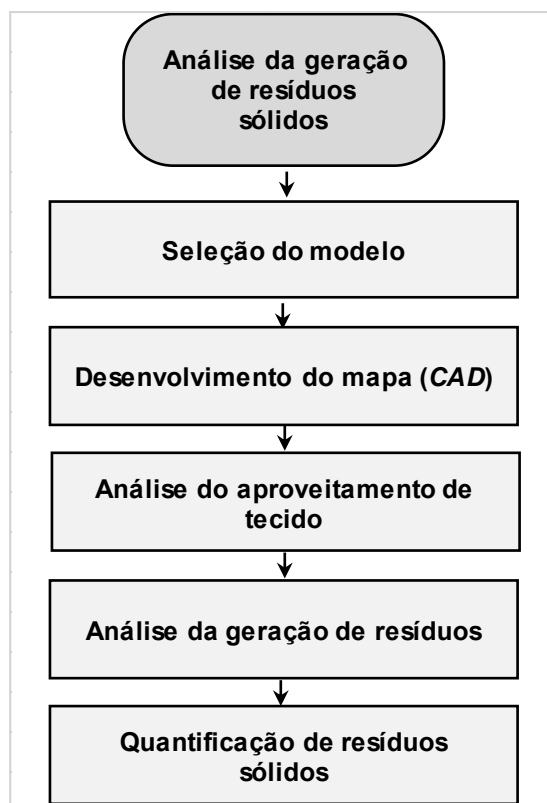 Análise da geração
de resíduos
sólidos
Seleção do modelo
Desenvolvimento do mapa (CAD)
Análise do aproveitamento de
tecido
Análise da geração de resíduos
Quantificação de resíduos
sólidos